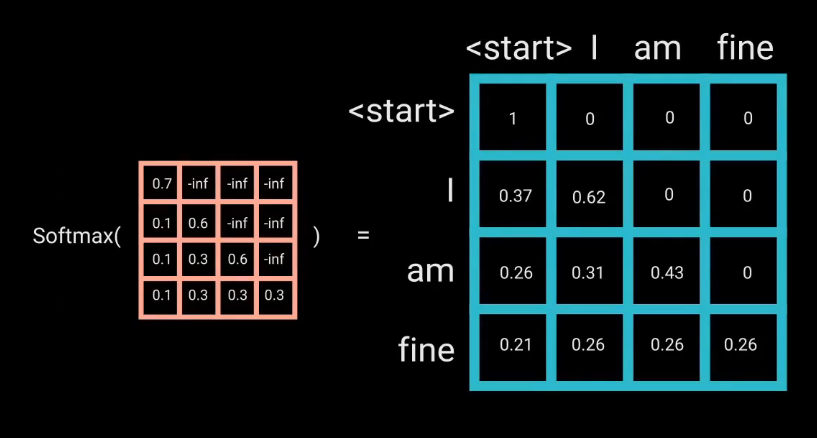 <start> I am fine
<start> 1 0 0 0
I 0.37 0.62 0 0
am 0.26 0.31 0.43 0
fine 0.21 0.26 0.26 0.26
Softmax(
0.7 -inf -inf -inf
0.1 0.6 -inf -inf
0.1 0.3 0.6 -inf
0.1 0.3 0.3 0.3
) =